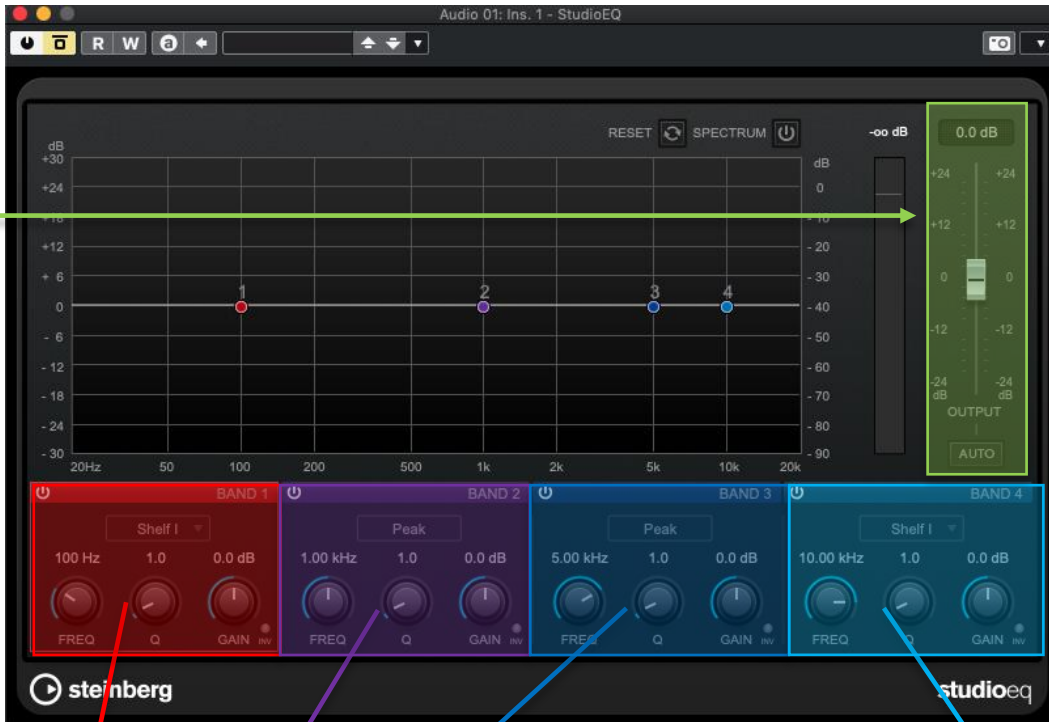 Audio 01: Ins. 1 - StudioEQ
R W a
RESET SPECTRUM -oo dB 0.0 dB
dB
+30
+24
+18
+12
+ 6
0
- 6
- 12
- 18
- 24
- 30
1 2 3 4
dB
0
- 10
- 20
- 30
- 40
- 50
- 60
- 70
- 80
- 90
20Hz 50 100 200 500 1k 2k 5k 10k 20k
+24 +24
+12 +12
0 0
-12 -12
-24 -24
dB dB
OUTPUT
AUTO
BAND 1 BAND 2 BAND 3 BAND 4
Shelf I Peak Peak Shelf I
100 Hz 1.0 0.0 dB 1.00 kHz 1.0 0.0 dB 5.00 kHz 1.0 0.0 dB 10.00 kHz 1.0 0.0 dB
FREQ Q GAIN INV FREQ Q GAIN INV FREQ Q GAIN INV FREQ Q GAIN INV
steinberg studioeq